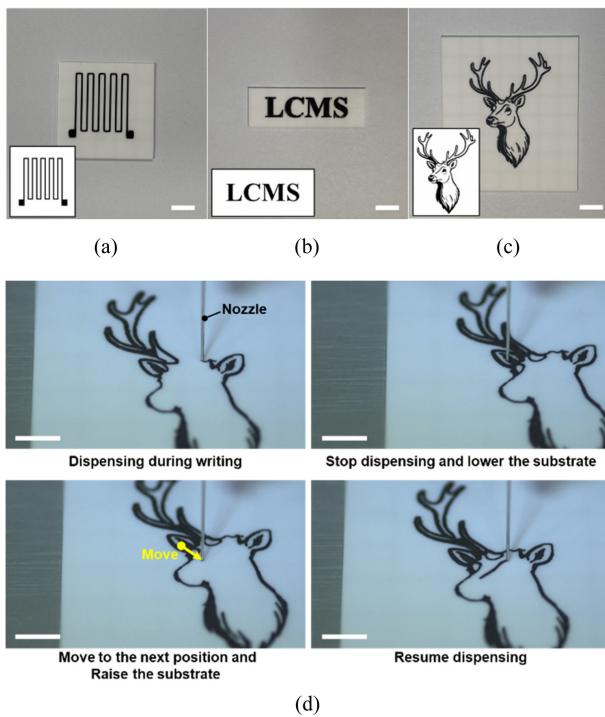 LCMS
LCMS
(a)
(b)
(c)
Nozzle
Dispensing during writing
Stop dispensing and lower the substrate
Move
Move to the next position and
Raise the substrate
Resume dispensing
(d)